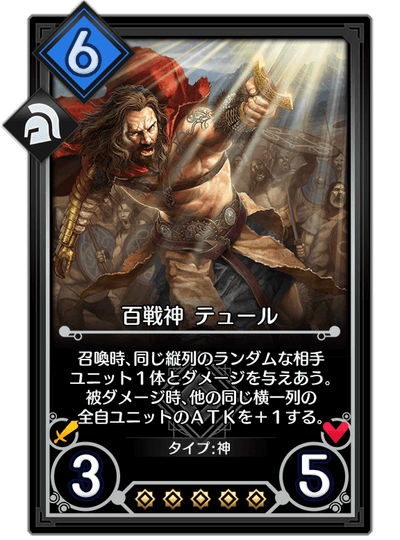 6
百戦神 テュール
召喚時、同じ縦列のランダムな相手
ユニット1体とダメージを与えあう。
被ダメージ時、他の同じ横一列の
全自ユニットのATKを+1する。
タイプ:神
3
5